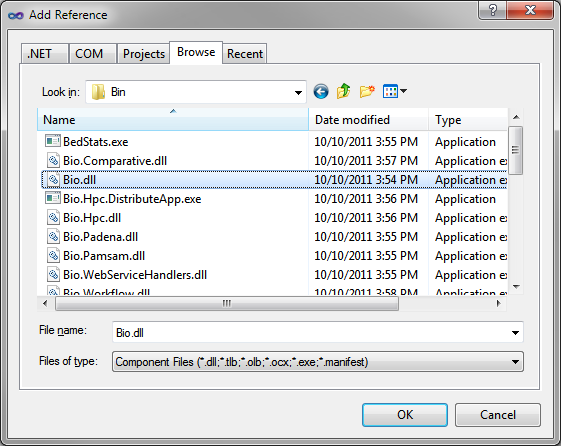 Add Reference
.NET COM Projects Browse Recent
Look in: Bin
Name Date modified Type
BedStats.exe 10/10/2011 3:55 PM Application
Bio.Comparative.dll 10/10/2011 3:57 PM Application ex
Bio.dll 10/10/2011 3:54 PM Application ex
Bio.Hpc.DistributeApp.exe 10/10/2011 3:56 PM Application
Bio.Hpc.dll 10/10/2011 3:56 PM Application ex
Bio.Padena.dll 10/10/2011 3:55 PM Application ex
Bio.Pamsam.dll 10/10/2011 3:55 PM Application ex
Bio.WebServiceHandlers.dll 10/10/2011 3:55 PM Application ex
Bio.Workflow.dll 10/10/2011 3:58 PM Application ex
File name: Bio.dll
Files of type: Component Files (*.dll;*.tlb;*.olb;*.ocx;*.exe;*.manifest)
OK Cancel